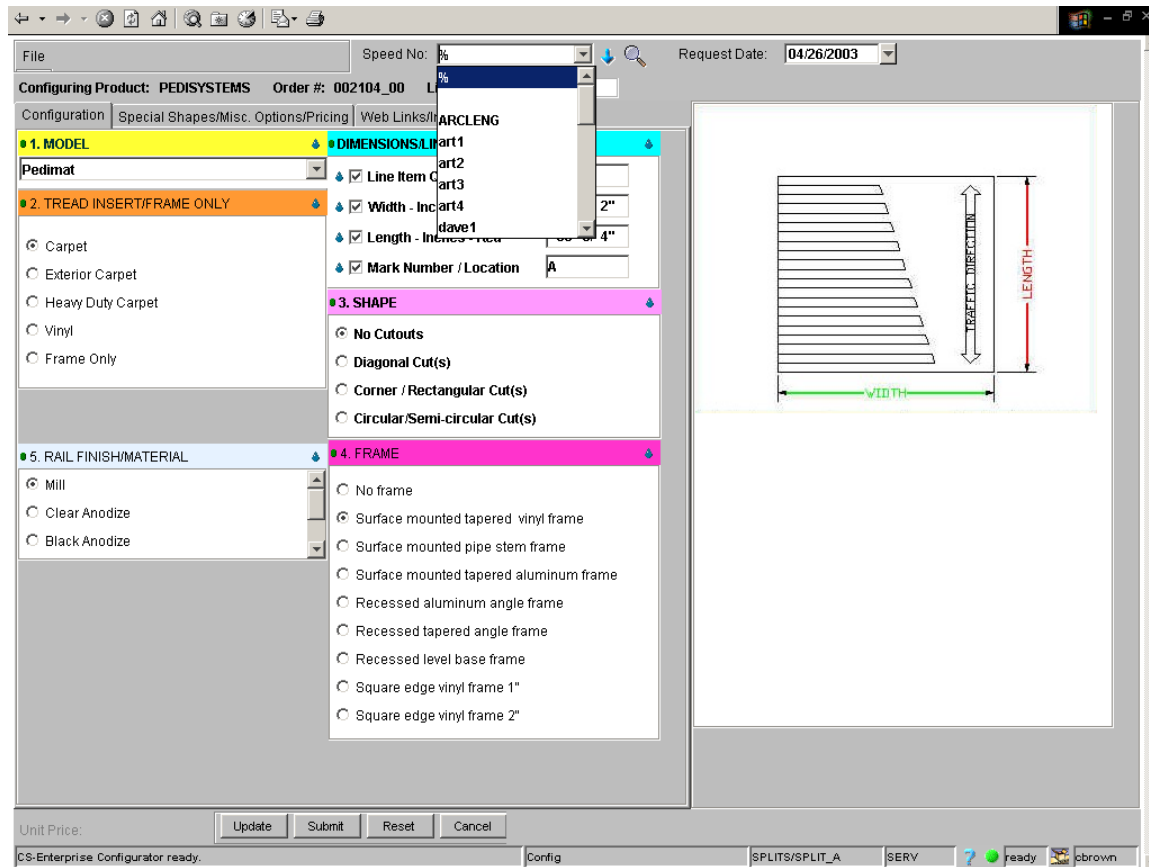 File
Speed No: %
Request Date: 04/26/2003
Configuring Product: PEDISYSTEMS Order #: 002104_00
%
ARCLENG
art1
art2
art3
art4
dave1
Configuration Special Shapes/Misc. Options/Pricing Web Links/
1. MODEL
Pedimat
2. TREAD INSERT/FRAME ONLY
Carpet
Exterior Carpet
Heavy Duty Carpet
Vinyl
Frame Only
5. RAIL FINISH/MATERIAL
Mill
Clear Anodize
Black Anodize
DIMENSIONS/
Line Item
Width - Inc 2"
Length - 4"
Mark Number / Location A
3. SHAPE
No Cutouts
Diagonal Cut(s)
Corner / Rectangular Cut(s)
Circular/Semi-circular Cut(s)
4. FRAME
No frame
Surface mounted tapered vinyl frame
Surface mounted pipe stem frame
Surface mounted tapered aluminum frame
Recessed aluminum angle frame
Recessed tapered angle frame
Recessed level base frame
Square edge vinyl frame 1"
Square edge vinyl frame 2"
TRAFFIC DIRECTION
LENGTH
WIDTH
Unit Price:
Update Submit Reset Cancel
CS-Enterprise Configurator ready. Config SPLITS/SPLIT_A SERV ready cbrown